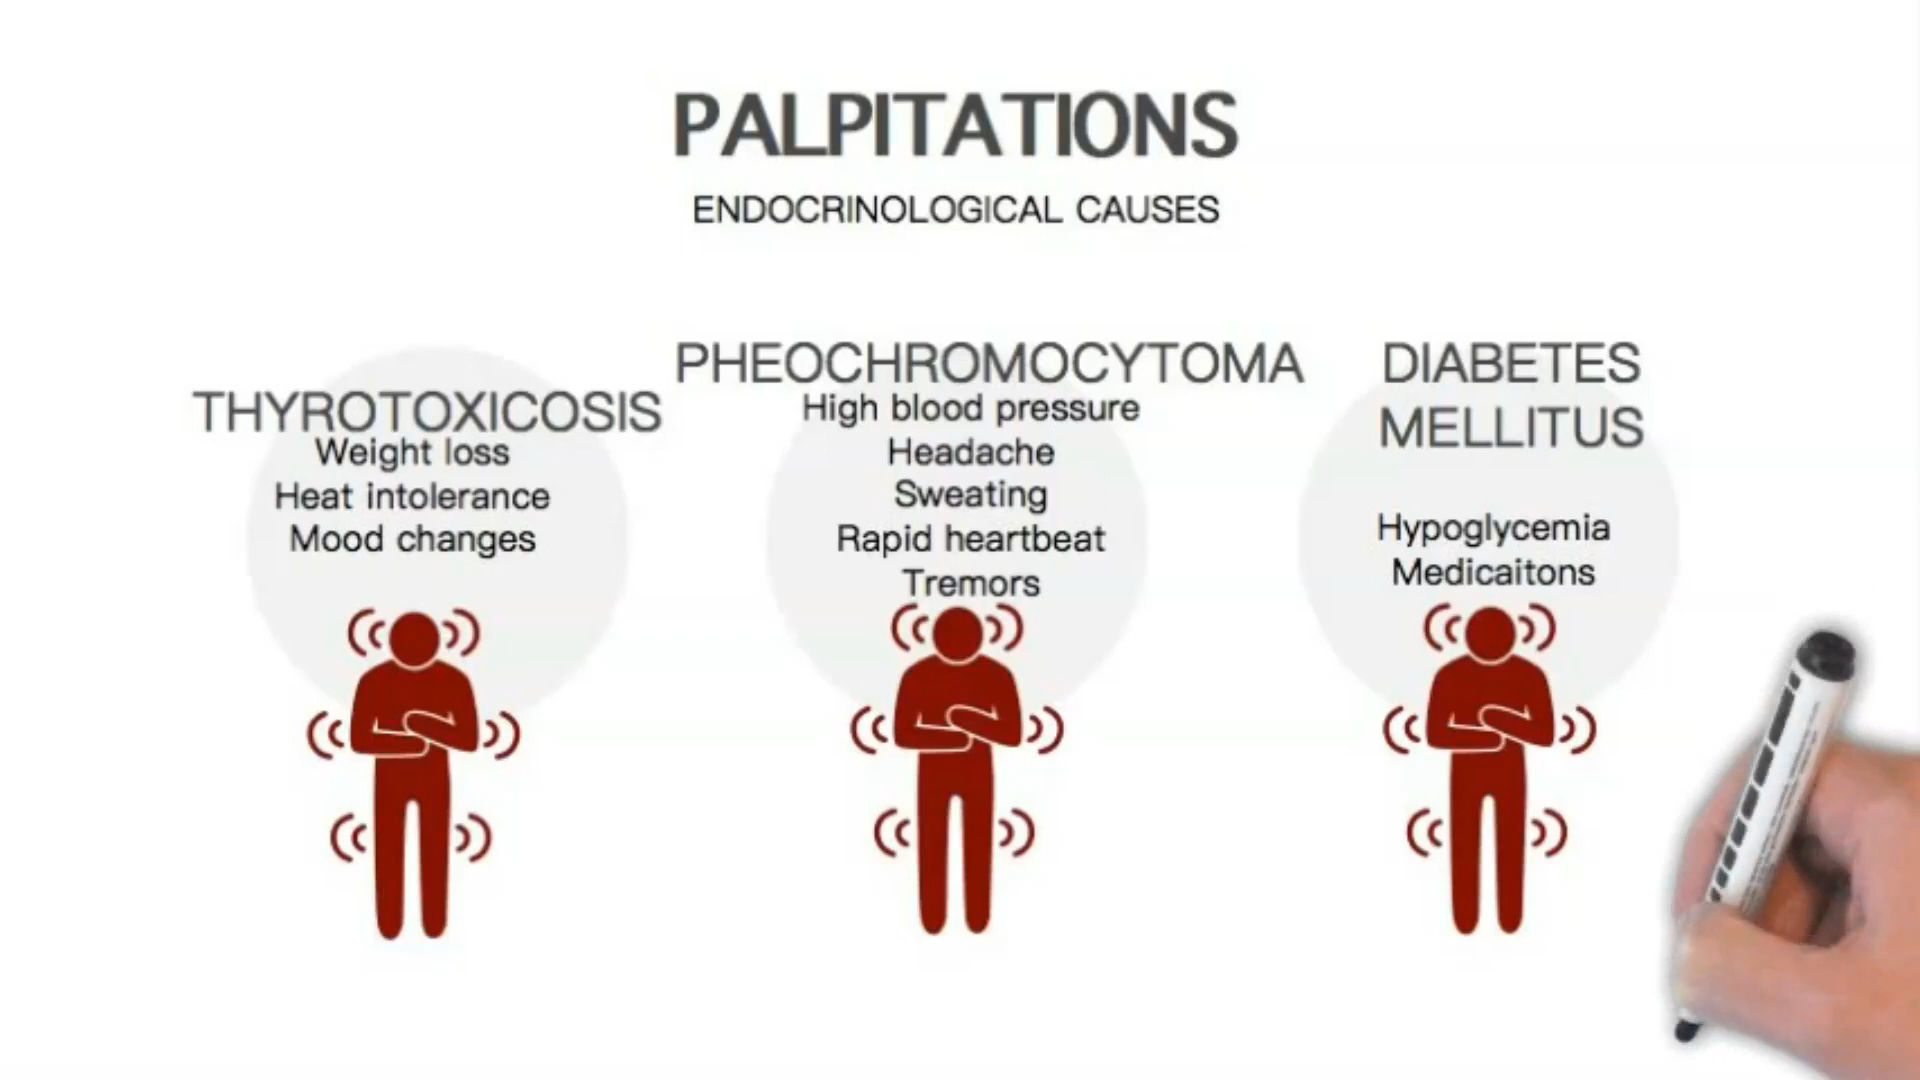 PALPITATIONS
ENDOCRINOLOGICAL CAUSES
THYROTOXICOSIS
Weight loss
Heat intolerance
Mood changes
PHEOCHROMOCYTOMA
High blood pressure
Headache
Sweating
Rapid heartbeat
Tremors
DIABETES
MELLITUS
Hypoglycemia
Medicaitons